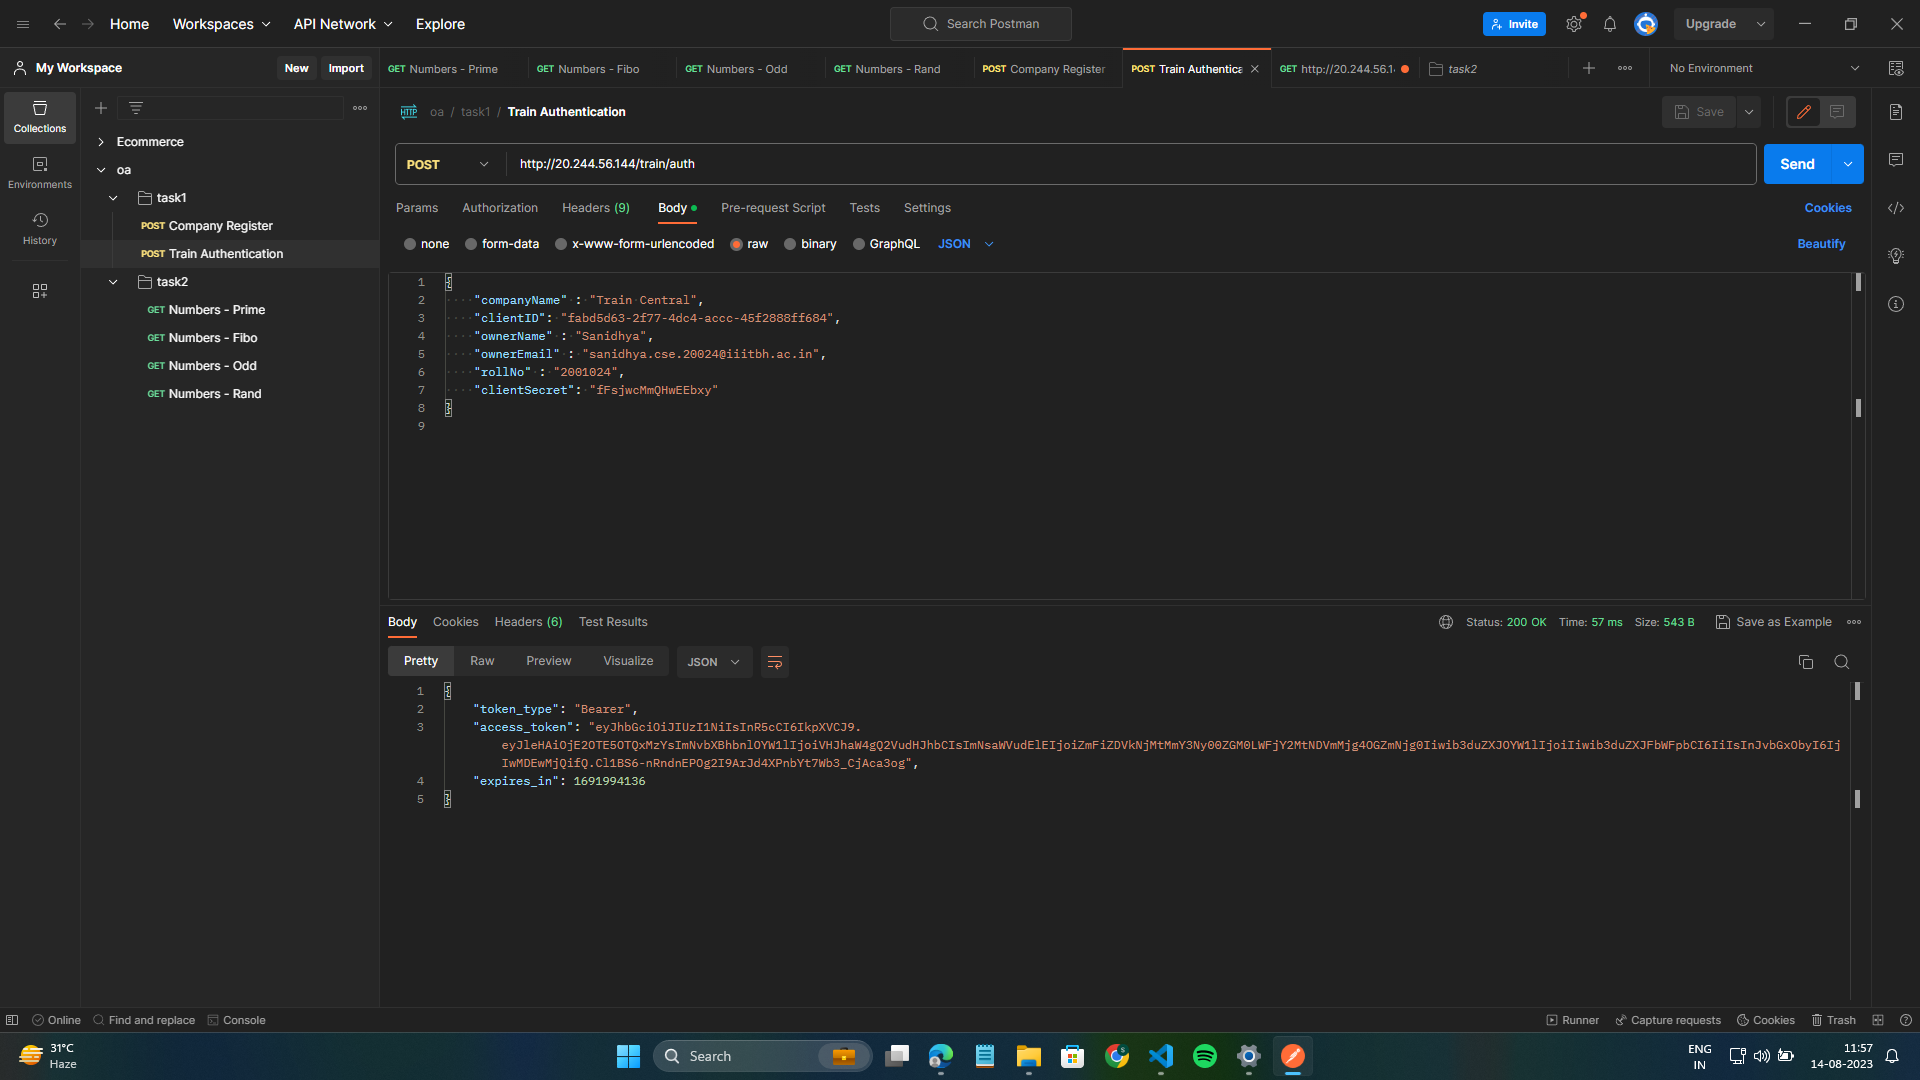 Home Workspaces API Network Explore Search Postman Invite Upgrade
My Workspace New Import
GET Numbers - Prime GET Numbers - Fibo GET Numbers - Odd GET Numbers - Rand POST Company Register POST Train Authentica GET http://20.244.56.1 task2 No Environment
Collections
Environments
History
Ecommerce
oa
task1
POST Company Register
POST Train Authentication
task2
GET Numbers - Prime
GET Numbers - Fibo
GET Numbers - Odd
GET Numbers - Rand
HTTP oa / task1 / Train Authentication Save
POST http://20.244.56.144/train/auth Send
Params Authorization Headers (9) Body Pre-request Script Tests Settings Cookies
none form-data x-www-form-urlencoded raw binary GraphQL JSON Beautify
1 {
2 "companyName" : "Train Central",
3 "clientID": "fabd5d63-2f77-4dc4-accc-45f2888ff684",
4 "ownerName" : "Sanidhya",
5 "ownerEmail" : "sanidhya.cse.20024@iiitbh.ac.in",
6 "rollNo" : "2001024",
7 "clientSecret": "fFsjwcMmQHwEEbxy"
8 }
9
Body Cookies Headers (6) Test Results Status: 200 OK Time: 57 ms Size: 543 B Save as Example
Pretty Raw Preview Visualize JSON
1 {
2 "token_type": "Bearer",
3 "access_token": "eyJhbGciOiJIUzI1NiIsInR5cCI6IkpXVCJ9.
eyJleHAiOjE2OTE5OTQxMzYsImNvbXBhbnlOYW1lIjoiVHJhaW4gQ2VudHJhbCIsImNsaWVudElEIjoiZmFiZDVkNjMtMmY3Ny00ZGM0LWFjY2MtNDVmMjg4OGZmNjg0Iiwib3duZXJOYW1lIjoiIiwib3duZXJFbWFpbCI6IiIsInJvbGxObyI6Ij
IwMDEwMjQifQ.Cl1BS6-nRndnEPOg2I9ArJd4XPnbYt7Wb3_CjAca3og",
4 "expires_in": 1691994136
5 }
Online Find and replace Console Runner Capture requests Cookies Trash
31°C
Haze
Search
ENG
IN
11:57
14-08-2023